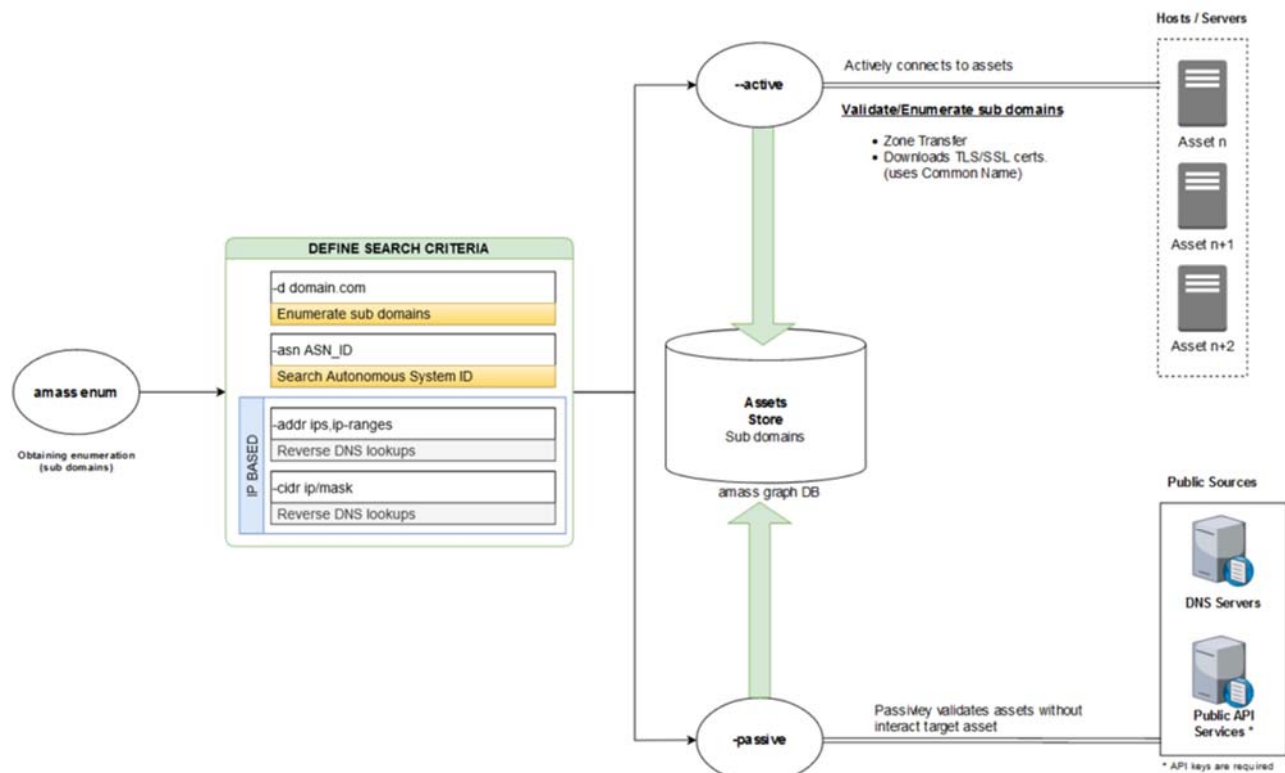 Hosts / Servers
--active
Actively connects to assets
Validate/Enumerate sub domains
• Zone Transfer
• Downloads TLS/SSL certs.
(uses Common Name)
Asset n
Asset n+1
Asset n+2
DEFINE SEARCH CRITERIA
-d domain.com
Enumerate sub domains
-asn ASN_ID
Search Autonomous System ID
IP BASED
-addr ips,ip-ranges
Reverse DNS lookups
-cidr ip/mask
Reverse DNS lookups
amass enum
Obtaining enumeration
(sub domains)
Assets
Store
Sub domains
amass graph DB
Public Sources
DNS Servers
Public API
Services *
* API keys are required
-passive
Passivley validates assets without
interact target asset